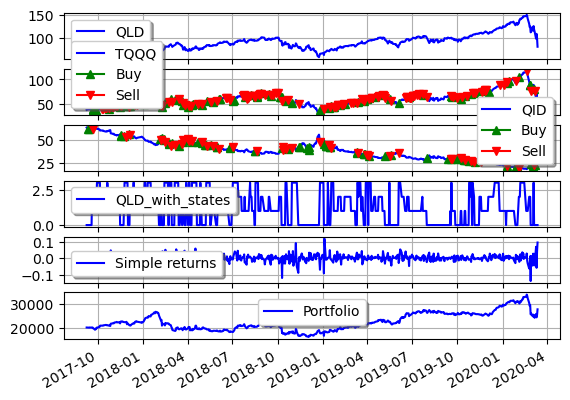 150
100
QLD
TQQQ
Buy
Sell
100
50
QID
Buy
Sell
50
25
2.5
0.0
QLD_with_states
0.1
0.0
−0.1
Simple returns
30000
20000
Portfolio
2017-10
2018-01
2018-04
2018-07
2018-10
2019-01
2019-04
2019-07
2019-10
2020-01
2020-04